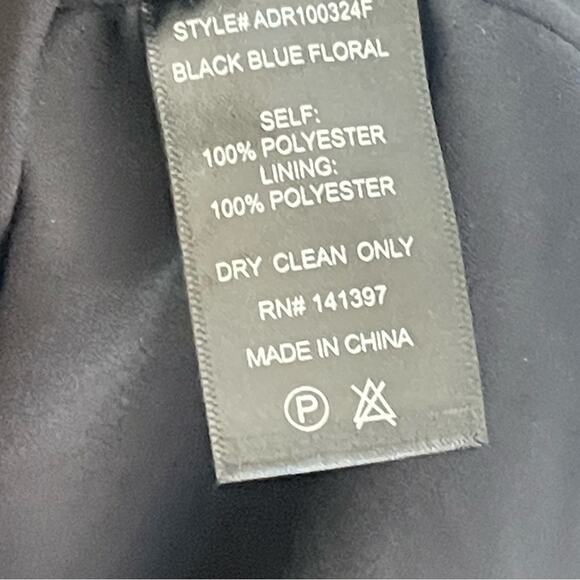 STYLE# ADR100324F
BLACK BLUE FLORAL
SELF:
100% POLYESTER
LINING:
100% POLYESTER
DRY CLEAN ONLY
RN# 141397
MADE IN CHINA
P